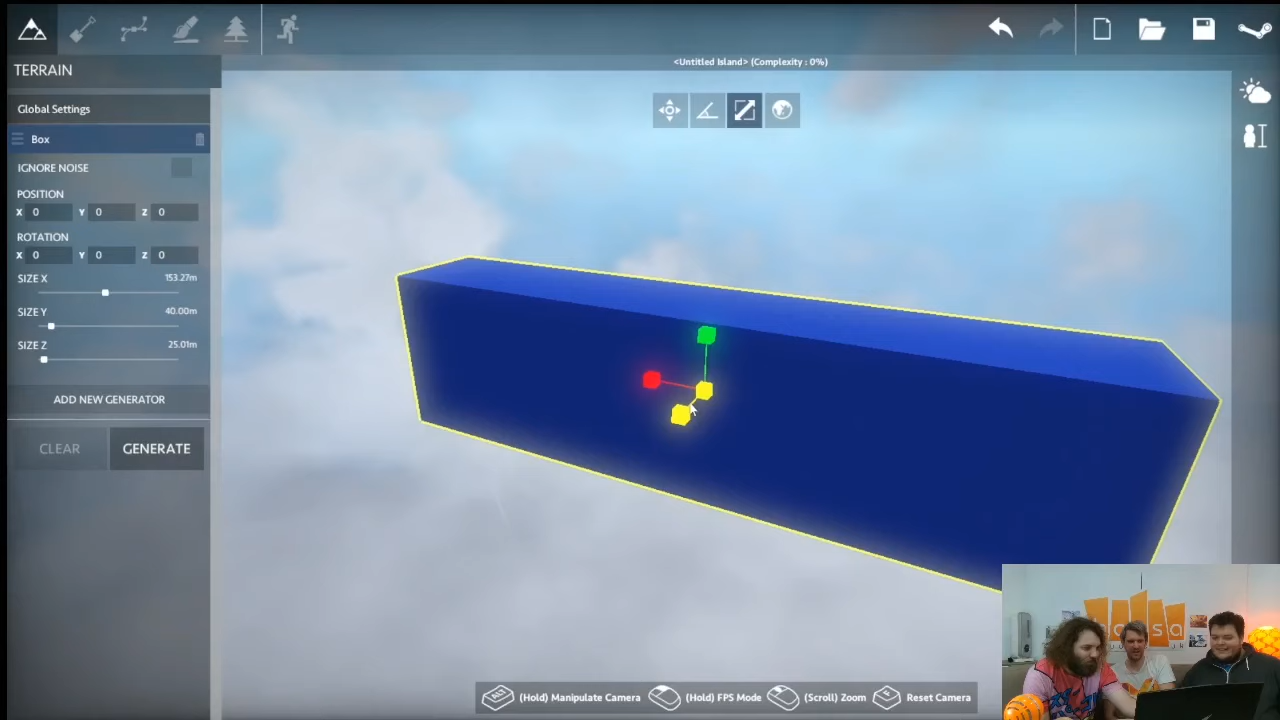 <Untitled Island> (Complexity : 0%)
TERRAIN
Global Settings
Box
IGNORE NOISE
POSITION
X 0 Y 0 Z 0
ROTATION
X 0 Y 0 Z 0
SIZE X 153.27m
SIZE Y 40.00m
SIZE Z 25.01m
ADD NEW GENERATOR
CLEAR GENERATE
(Hold) Manipulate Camera (Hold) FPS Mode (Scroll) Zoom Reset Camera